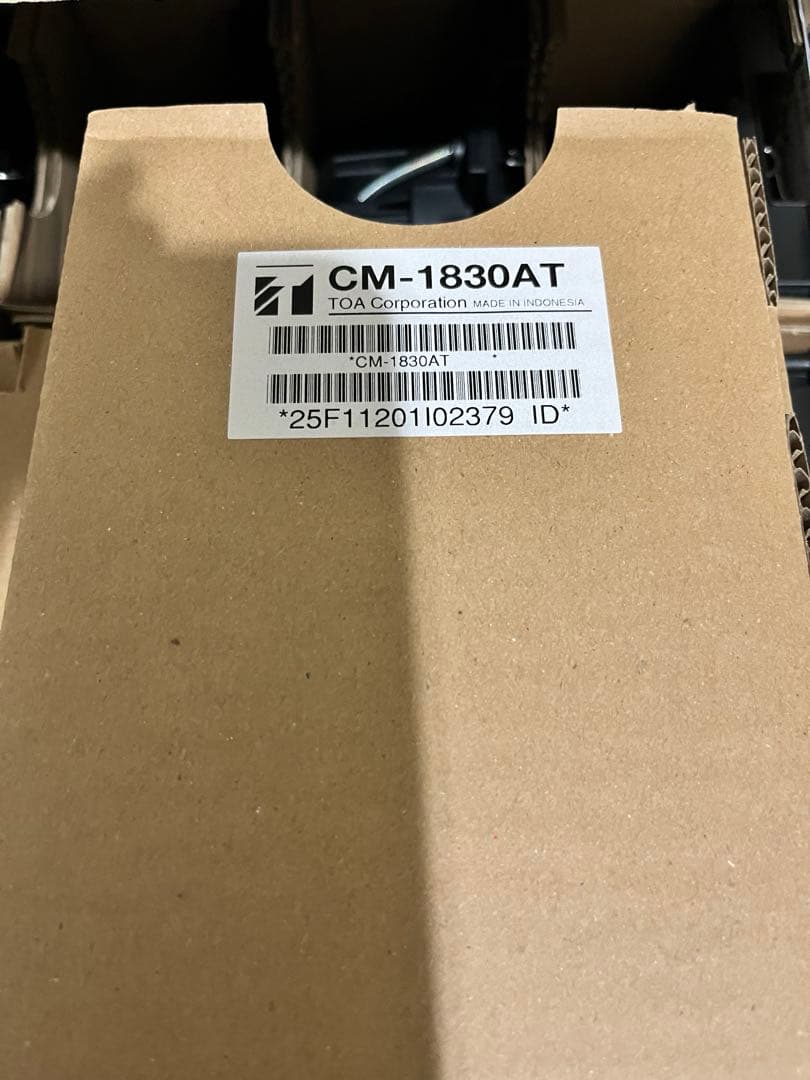 CM-1830AT
TOA Corporation MADE IN INDONESIA
*CM-1830AT *
*25F11201I02379 ID*